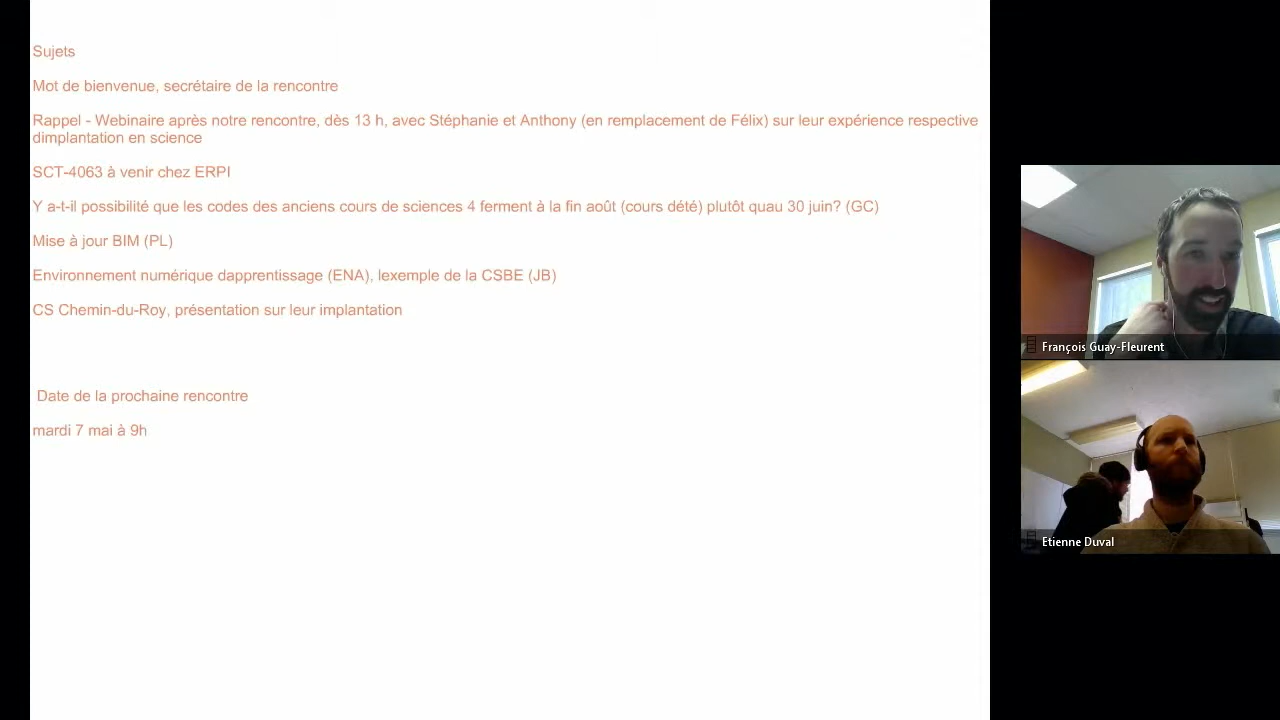 Sujets
Mot de bienvenue, secrétaire de la rencontre
Rappel - Webinaire après notre rencontre, dès 13 h, avec Stéphanie et Anthony (en remplacement de Félix) sur leur expérience respective
dimplantation en science
SCT-4063 à venir chez ERPI
Y a-t-il possibilité que les codes des anciens cours de sciences 4 ferment à la fin août (cours dété) plutôt quau 30 juin? (GC)
Mise à jour BIM (PL)
Environnement numérique dapprentissage (ENA), lexemple de la CSBE (JB)
CS Chemin-du-Roy, présentation sur leur implantation
Date de la prochaine rencontre
mardi 7 mai à 9h
François Guay-Fleurent
Etienne Duval